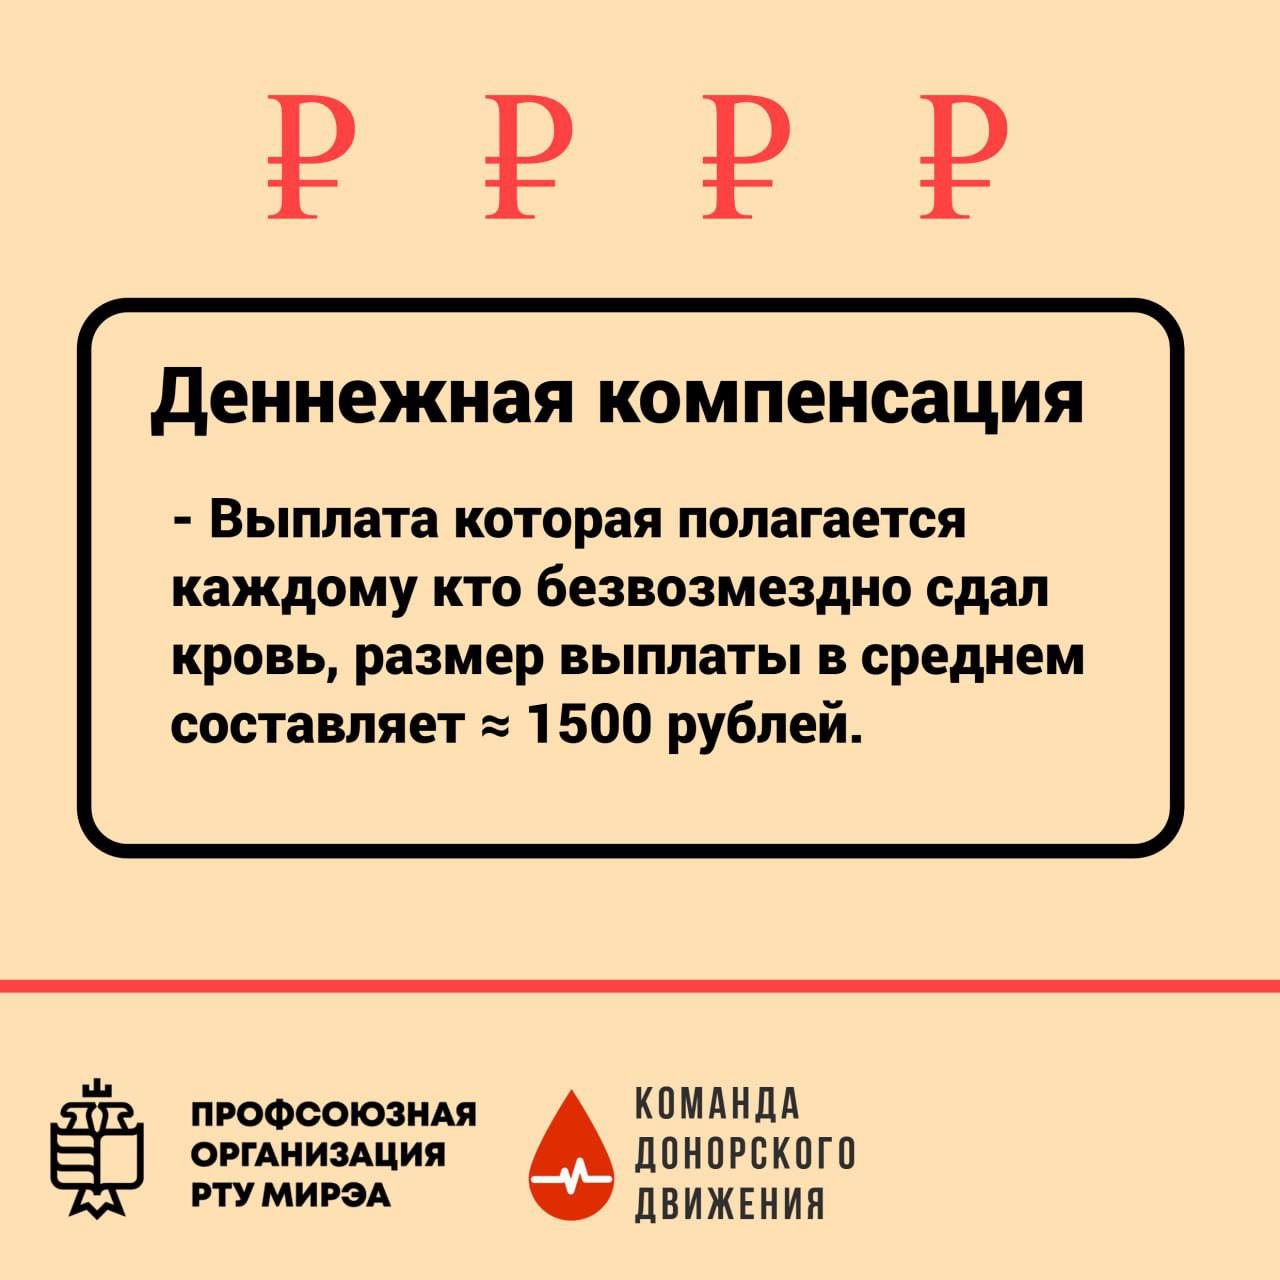 ₽ ₽ ₽ ₽
Деннежная компенсация
- Выплата которая полагается
каждому кто безвозмездно сдал
кровь, размер выплаты в среднем
составляет ≈ 1500 рублей.
ПРОФСОЮЗНАЯ
ОРГАНИЗАЦИЯ
РТУ МИРЭА
КОМАНДА
ДОНОРСКОГО
ДВИЖЕНИЯ